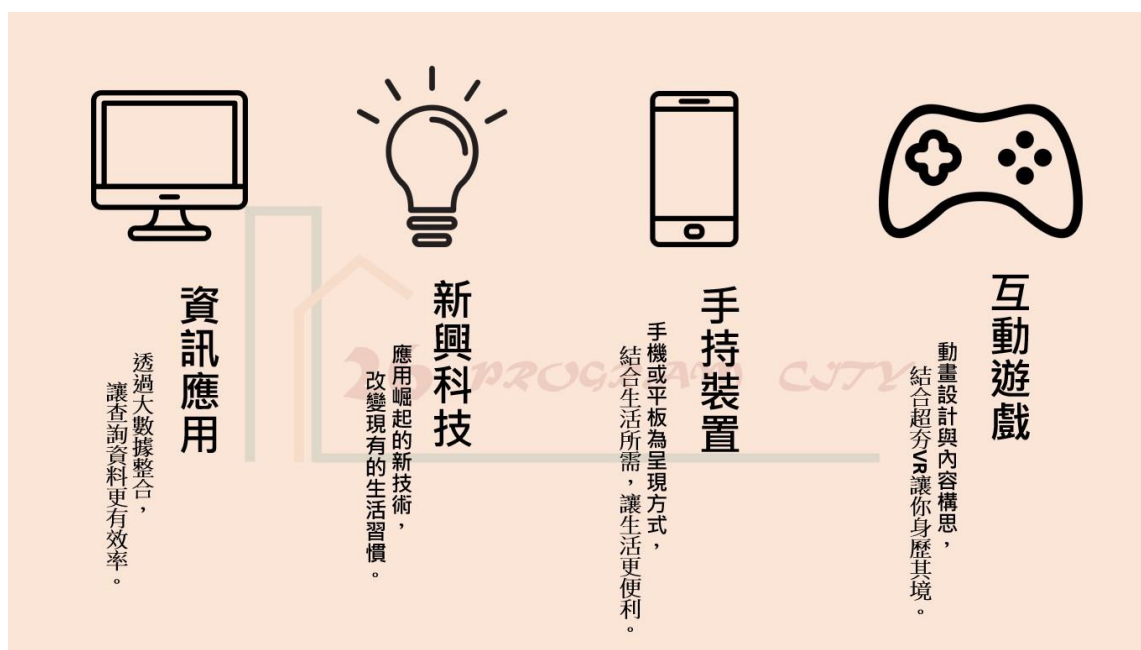 互動遊戲
動畫設計與內容構思，
結合超夯VR讓你身歷其境。
手持裝置
手機或平板為呈現方式，
結合生活所需，讓生活更便利。
新興科技
應用崛起的新技術，
改變現有的生活習慣。
資訊應用
透過大數據整合，
讓查詢資料更有效率。
PROGRAM CITY